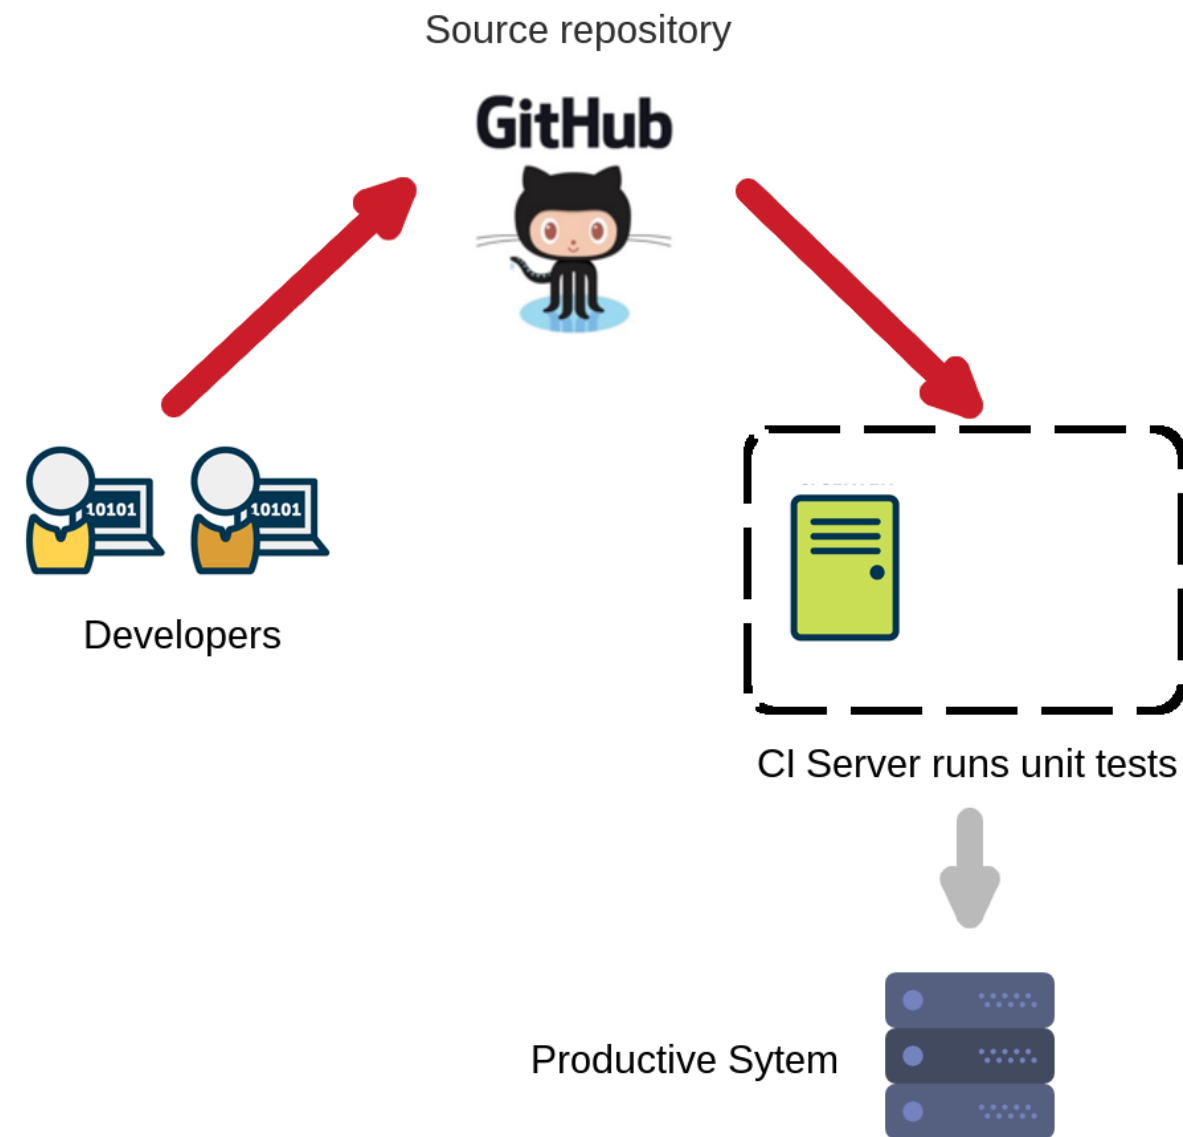 Source repository
GitHub
10101
10101
Developers
CI Server runs unit tests
Productive Sytem